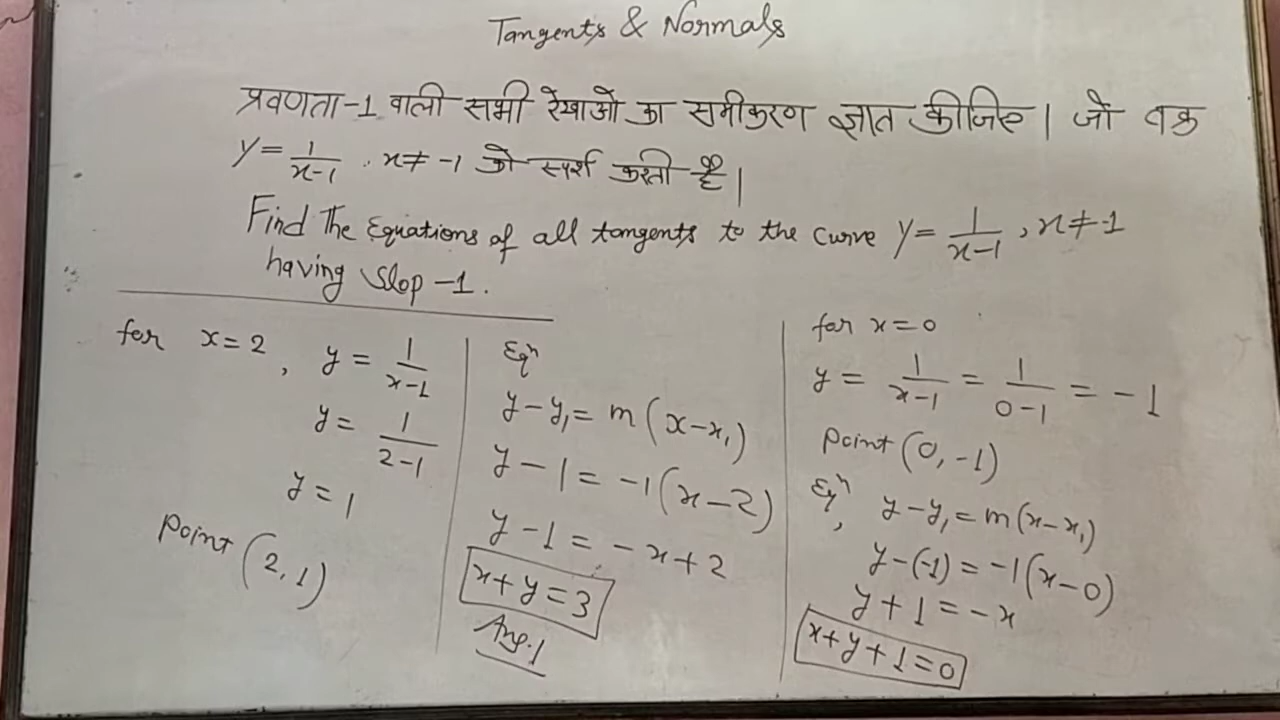 Tangents & Normals
प्रवणता -1 वाली सभी रेखाओं का समीकरण ज्ञात कीजिए। जो वक्र
y = 1/(x-1) . x ≠ -1 को स्पर्श करती है।
Find The Equations of all tangents to the curve y = 1/(x-1) , x ≠ -1
having Slop -1.
for x = 2 , y = 1/(x-1)
y = 1/(2-1)
y = 1
Point (2, 1)
Eqⁿ
y - y₁ = m (x - x₁)
y - 1 = -1 (x - 2)
y - 1 = - x + 2
x + y = 3
Ans. 1
for x = 0
y = 1/(x-1) = 1/(0-1) = - 1
Point (0, -1)
Eqⁿ, y - y₁ = m (x - x₁)
y - (-1) = -1 (x - 0)
y + 1 = - x
x + y + 1 = 0